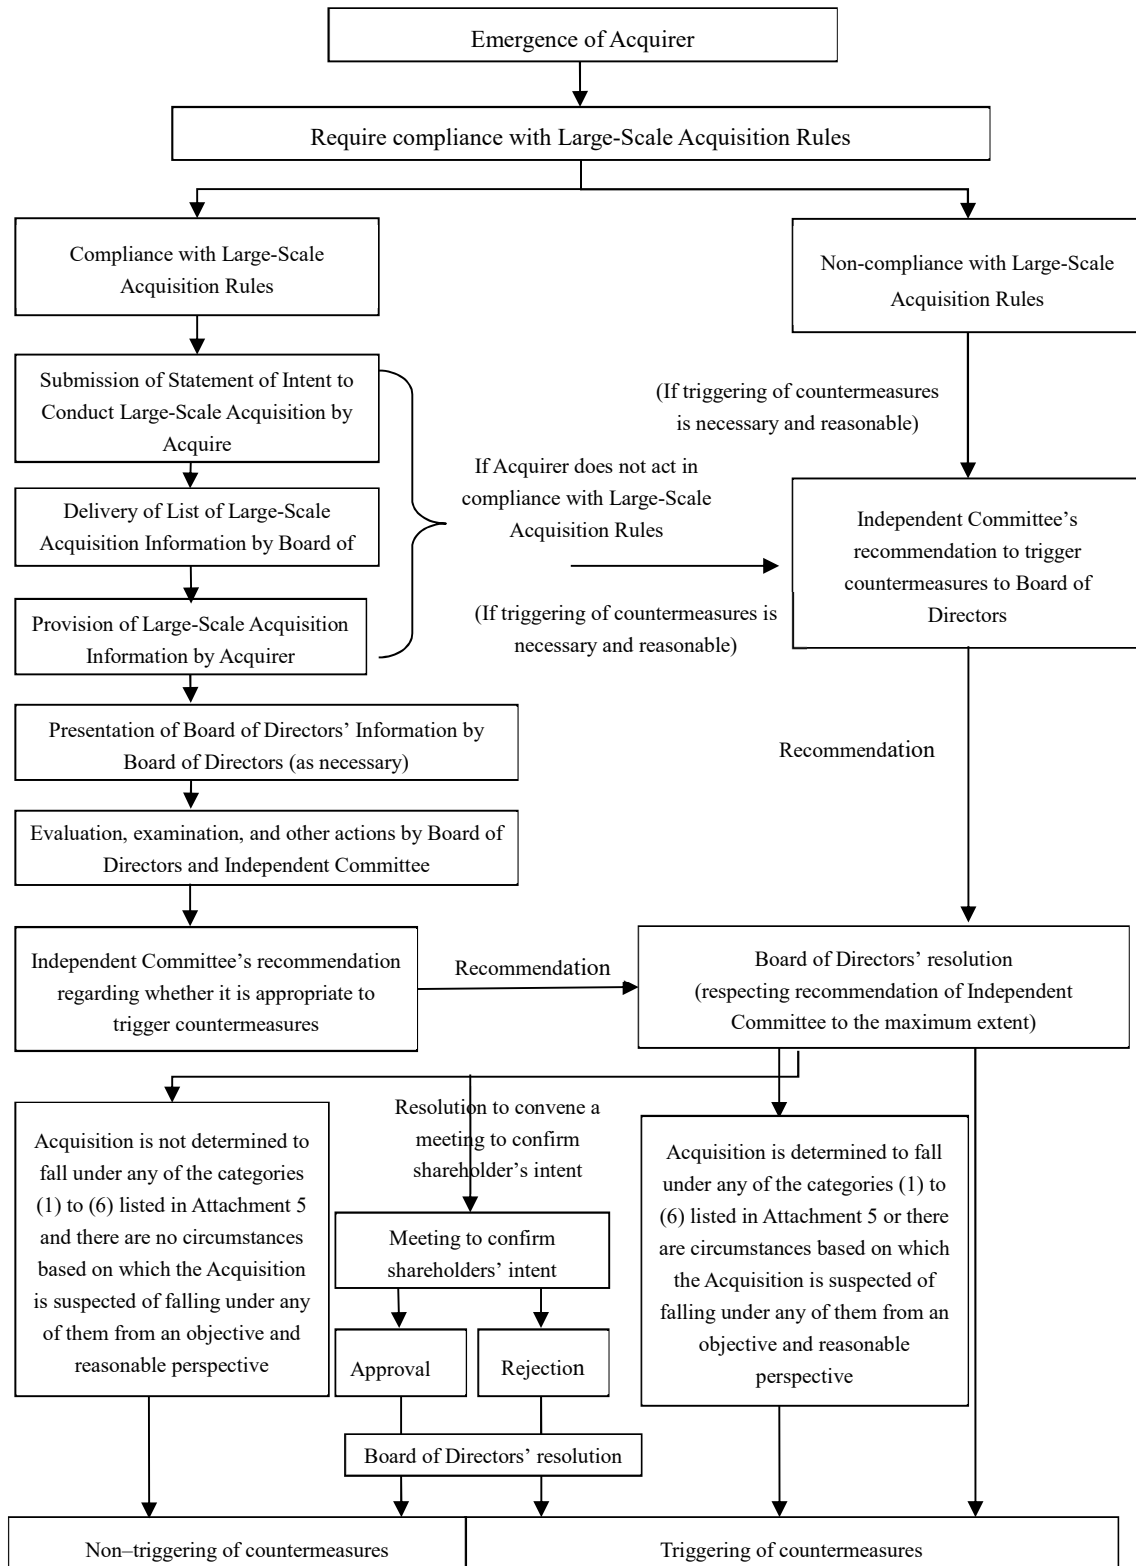 Emergence of Acquirer
Require compliance with Large-Scale Acquisition Rules
Compliance with Large-Scale
Acquisition Rules
Non-compliance with Large-Scale
Acquisition Rules
Submission of Statement of Intent to
Conduct Large-Scale Acquisition by
Acquire
(If triggering of countermeasures
is necessary and reasonable)
If Acquirer does not act in
compliance with Large-Scale
Acquisition Rules
Delivery of List of Large-Scale
Acquisition Information by Board of
Independent Committee’s
recommendation to trigger
countermeasures to Board of
Directors
Provision of Large-Scale Acquisition
Information by Acquirer
(If triggering of countermeasures is
necessary and reasonable)
Presentation of Board of Directors’ Information by
Board of Directors (as necessary)
Recommendation
Evaluation, examination, and other actions by Board of
Directors and Independent Committee
Independent Committee’s recommendation
regarding whether it is appropriate to
trigger countermeasures
Recommendation
Board of Directors’ resolution
(respecting recommendation of Independent
Committee to the maximum extent)
Acquisition is not determined to
fall under any of the categories
(1) to (6) listed in Attachment 5
and there are no circumstances
based on which the Acquisition
is suspected of falling under any
of them from an objective and
reasonable perspective
Resolution to convene a
meeting to confirm
shareholder’s intent
Meeting to confirm
shareholders’ intent
Approval
Rejection
Board of Directors’ resolution
Acquisition is determined to fall
under any of the categories (1) to
(6) listed in Attachment 5 or there
are circumstances based on which
the Acquisition is suspected of
falling under any of them from an
objective and reasonable
perspective
Non–triggering of countermeasures
Triggering of countermeasures